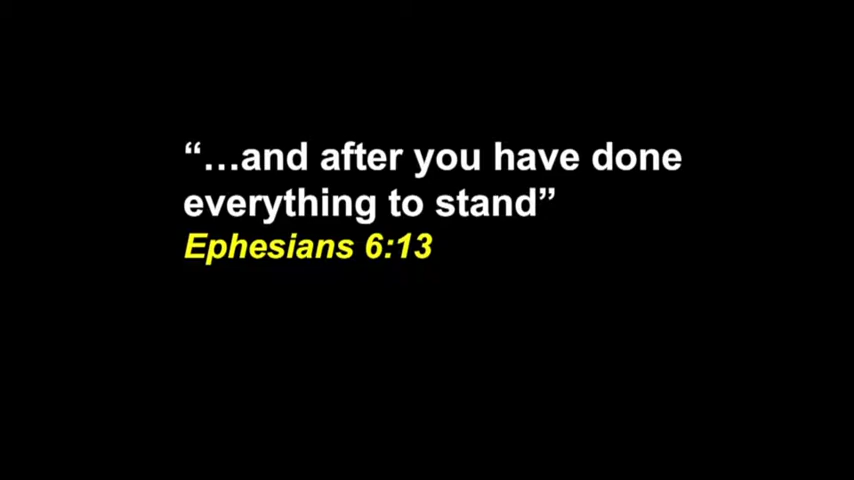 “…and after you have done
everything to stand”
Ephesians 6:13